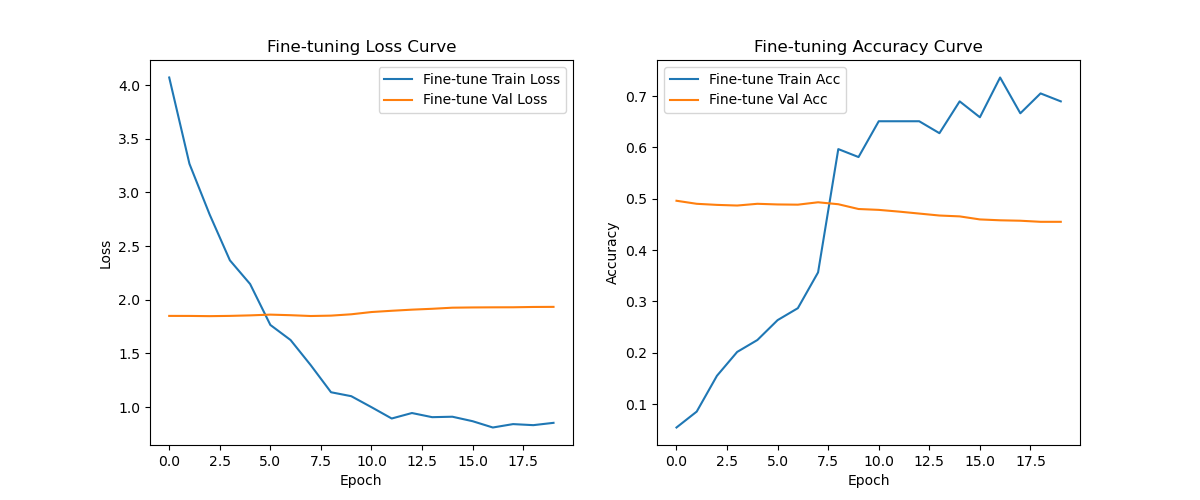 Fine-tuning Loss Curve
Fine-tune Train Loss
Fine-tune Val Loss
4.0
3.5
3.0
2.5
2.0
1.5
1.0
Loss
0.0 2.5 5.0 7.5 10.0 12.5 15.0 17.5
Epoch
Fine-tuning Accuracy Curve
Fine-tune Train Acc
Fine-tune Val Acc
0.7
0.6
0.5
0.4
0.3
0.2
0.1
Accuracy
0.0 2.5 5.0 7.5 10.0 12.5 15.0 17.5
Epoch